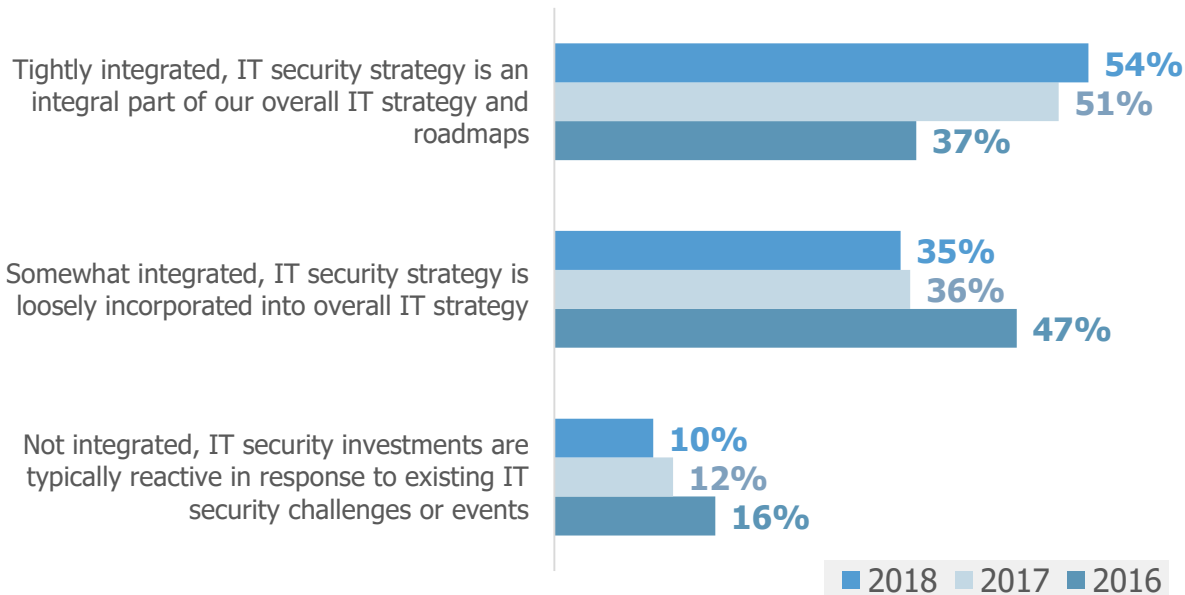 Tightly integrated, IT security strategy is an
integral part of our overall IT strategy and
roadmaps
54%
51%
37%
Somewhat integrated, IT security strategy is
loosely incorporated into overall IT strategy
35%
36%
47%
Not integrated, IT security investments are
typically reactive in response to existing IT
security challenges or events
10%
12%
16%
2018 2017 2016